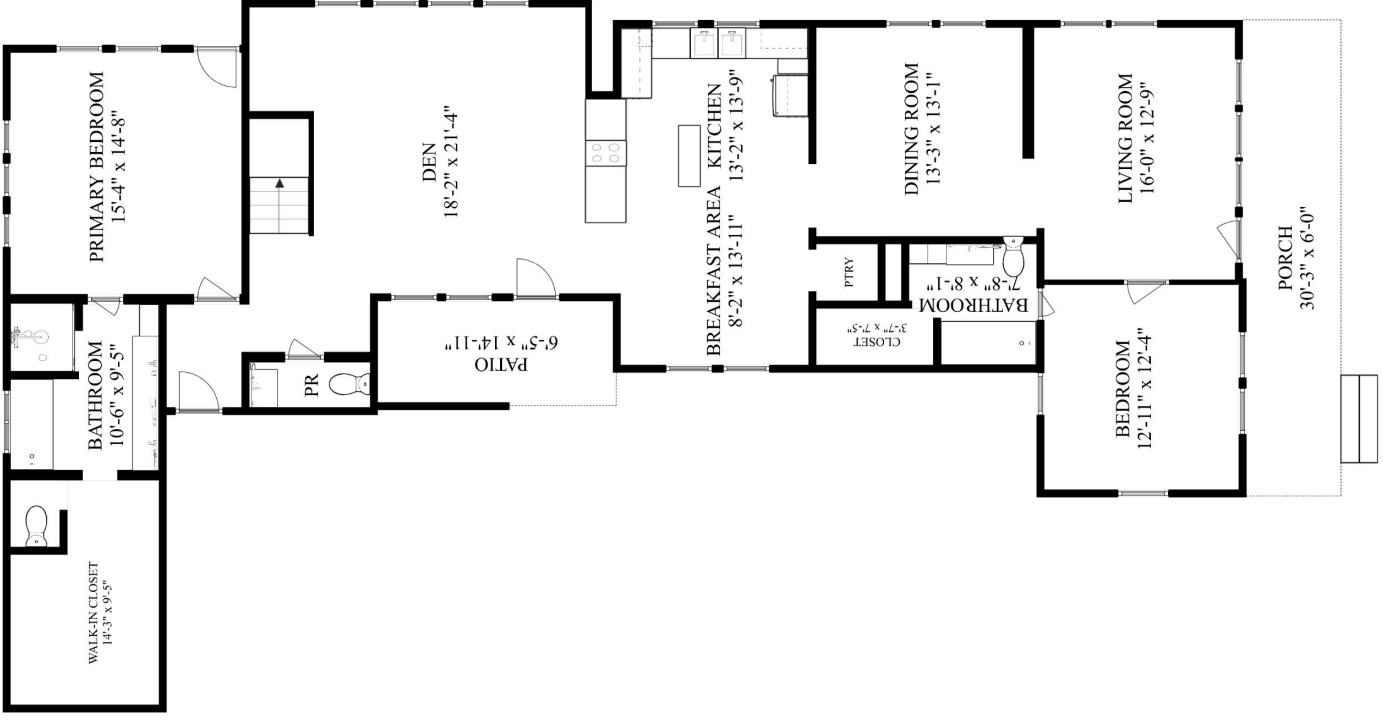 PRIMARY BEDROOM
15'-4" x 14'-8"
DEN
18'-2" x 21'-4"
KITCHEN
13'-2" x 13'-9"
BREAKFAST AREA
8'-2" x 13'-11"
DINING ROOM
13'-3" x 13'-1"
LIVING ROOM
16'-0" x 12'-9"
PORCH
30'-3" x 6'-0"
PTRY
BATHROOM
7'-8" x 8'-1"
CLOSET
3'-7" x 7'-5"
BEDROOM
12'-11" x 12'-4"
PATIO
6'-5" x 14'-11"
PR
BATHROOM
10'-6" x 9'-5"
WALK-IN CLOSET
14'-3" x 9'-5"